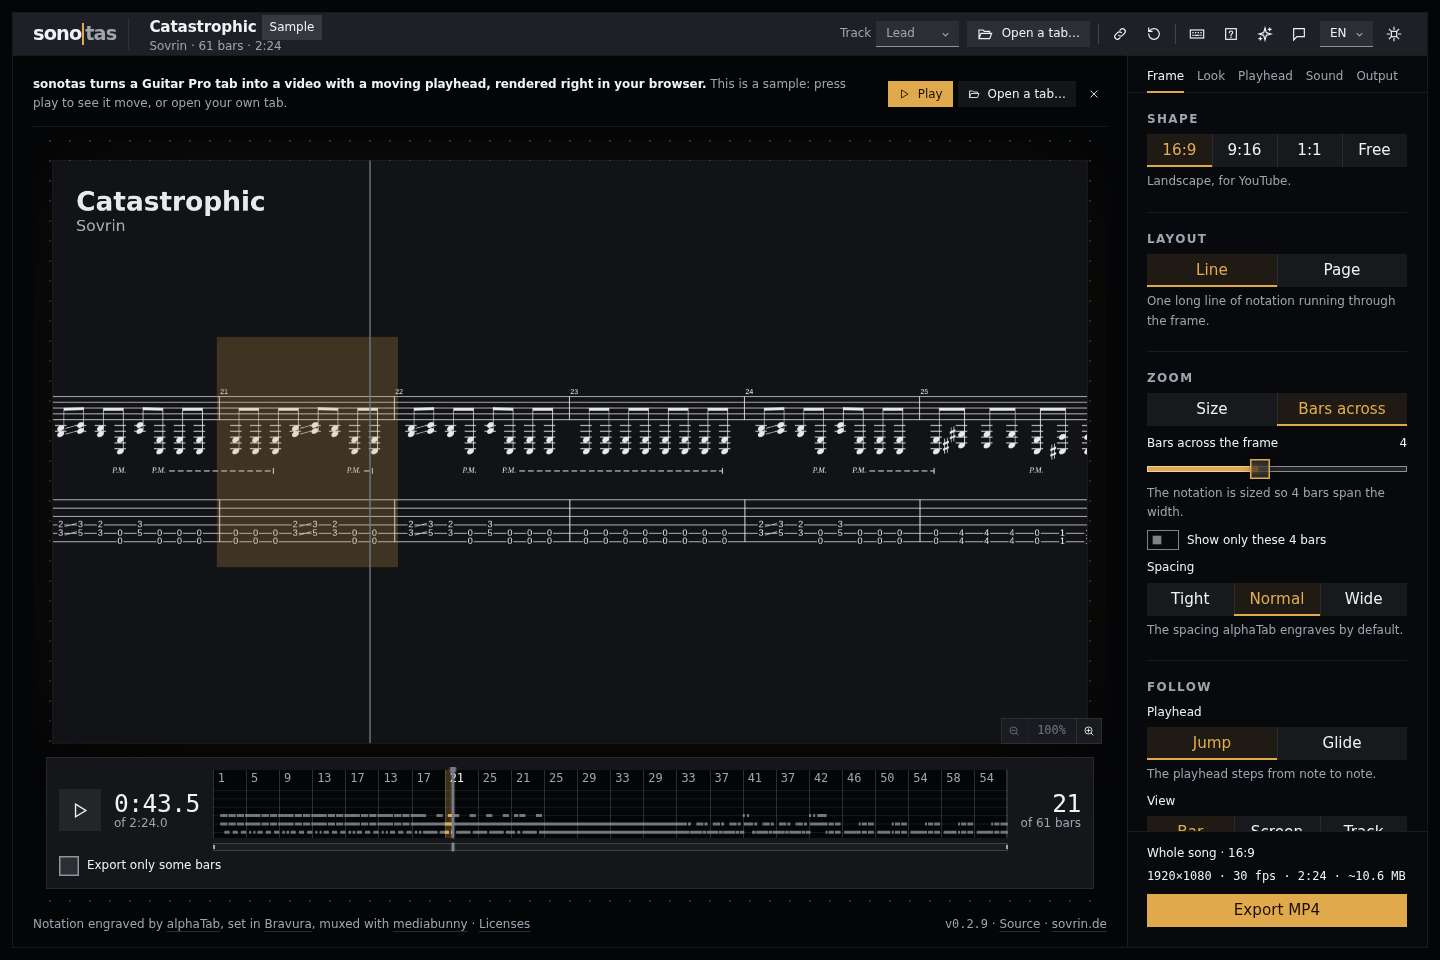 sonotas
Catastrophic Sample
Sovrin · 61 bars · 2:24
Track Lead Open a tab... EN
sonotas turns a Guitar Pro tab into a video with a moving playhead, rendered right in your browser. This is a sample: press
play to see it move, or open your own tab.
Play Open a tab...
Catastrophic
Sovrin
21 22 23 24 25
P.M. P.M. P.M. P.M. P.M. P.M. P.M. P.M.
100%
0:43.5
of 2:24.0
1 5 9 13 17 13 17 21 25 21 25 29 33 29 33 37 41 37 42 46 50 54 58 54
21
of 61 bars
Export only some bars
Notation engraved by alphaTab, set in Bravura, muxed with mediabunny · Licenses
v0.2.9 · Source · sovrin.de
Frame Look Playhead Sound Output
SHAPE
16:9 9:16 1:1 Free
Landscape, for YouTube.
LAYOUT
Line Page
One long line of notation running through
the frame.
ZOOM
Size Bars across
Bars across the frame 4
The notation is sized so 4 bars span the
width.
Show only these 4 bars
Spacing
Tight Normal Wide
The spacing alphaTab engraves by default.
FOLLOW
Playhead
Jump Glide
The playhead steps from note to note.
View
Bar Screen Track
Whole song · 16:9
1920×1080 · 30 fps · 2:24 · ~10.6 MB
Export MP4